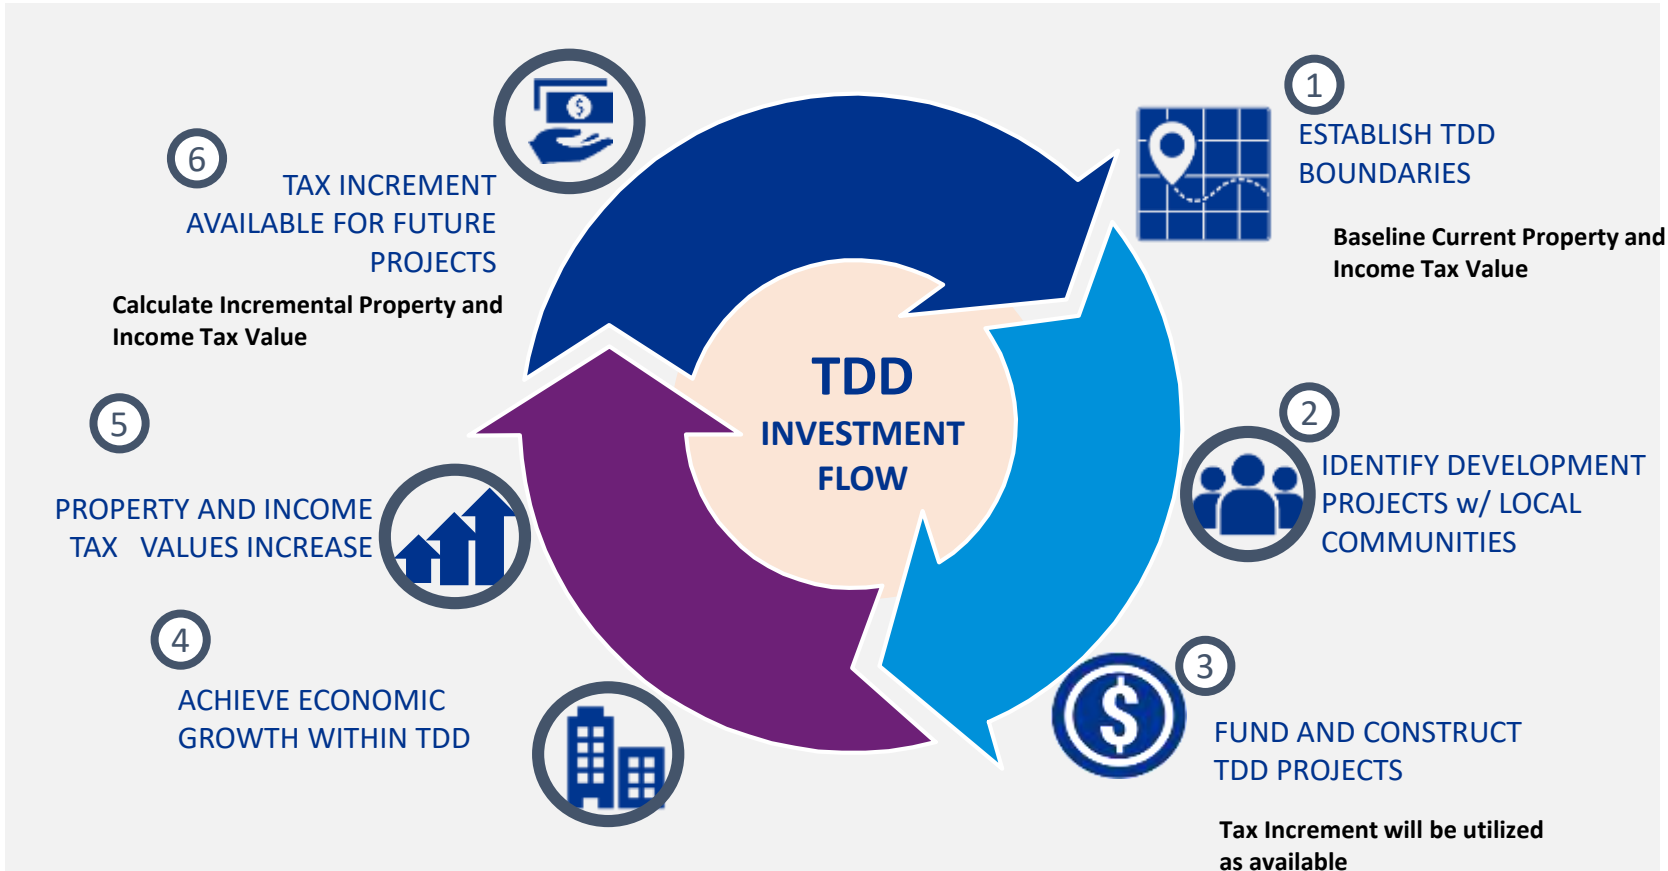 1
ESTABLISH TDD
BOUNDARIES
Baseline Current Property and
Income Tax Value
2
IDENTIFY DEVELOPMENT
PROJECTS w/ LOCAL
COMMUNITIES
3
FUND AND CONSTRUCT
TDD PROJECTS
Tax Increment will be utilized
as available
4
ACHIEVE ECONOMIC
GROWTH WITHIN TDD
5
PROPERTY AND INCOME
TAX VALUES INCREASE
6
TAX INCREMENT
AVAILABLE FOR FUTURE
PROJECTS
Calculate Incremental Property and
Income Tax Value
TDD
INVESTMENT
FLOW
$
$